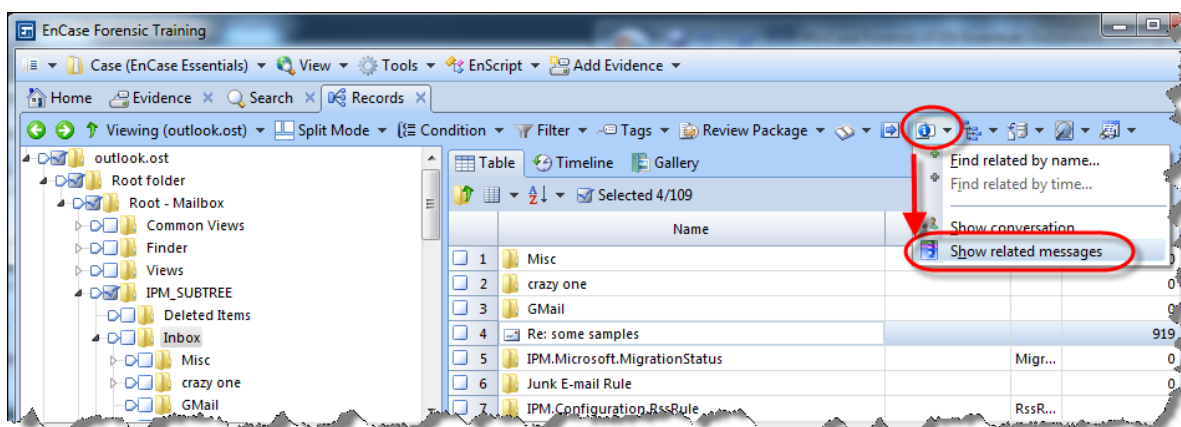 EnCase Forensic Training
Case (EnCase Essentials) View Tools EnScript Add Evidence
Home Evidence Search Records
Viewing (outlook.ost) Split Mode Condition Filter Tags Review Package
outlook.ost
Root folder
Root - Mailbox
Common Views
Finder
Views
IPM_SUBTREE
Deleted Items
Inbox
Misc
crazy one
GMail
Table Timeline Gallery
Selected 4/109
Name
1 Misc
2 crazy one 0
3 GMail 0
4 Re: some samples 919
5 IPM.Microsoft.MigrationStatus Migr... 0
6 Junk E-mail Rule 0
7 IPM.Configuration.RssRule RssR...
Find related by name...
Find related by time...
Show conversation
Show related messages